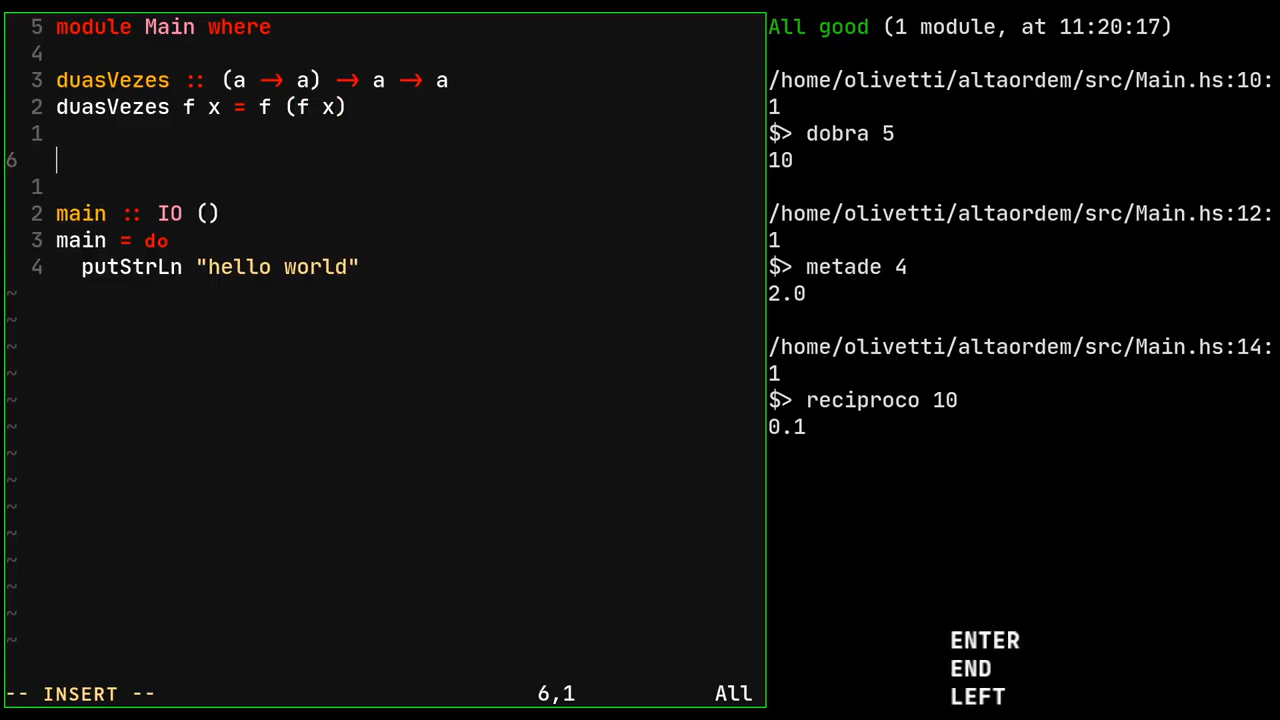 5 module Main where
4
3 duasVezes :: (a -> a) -> a -> a
2 duasVezes f x = f (f x)
1
6
1
2 main :: IO ()
3 main = do
4 putStrLn "hello world"
~
~
~
~
~
~
~
~
~
~
~
~
~
~
-- INSERT -- 6,1 All
All good (1 module, at 11:20:17)
/home/olivetti/altaordem/src/Main.hs:10:
1
$> dobra 5
10
/home/olivetti/altaordem/src/Main.hs:12:
1
$> metade 4
2.0
/home/olivetti/altaordem/src/Main.hs:14:
1
$> reciproco 10
0.1
ENTER
END
LEFT